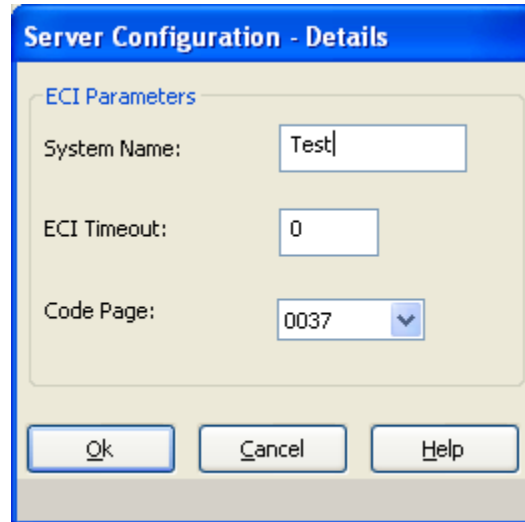 Server Configuration - Details
ECI Parameters
System Name: Test
ECI Timeout: 0
Code Page: 0037
Ok Cancel Help